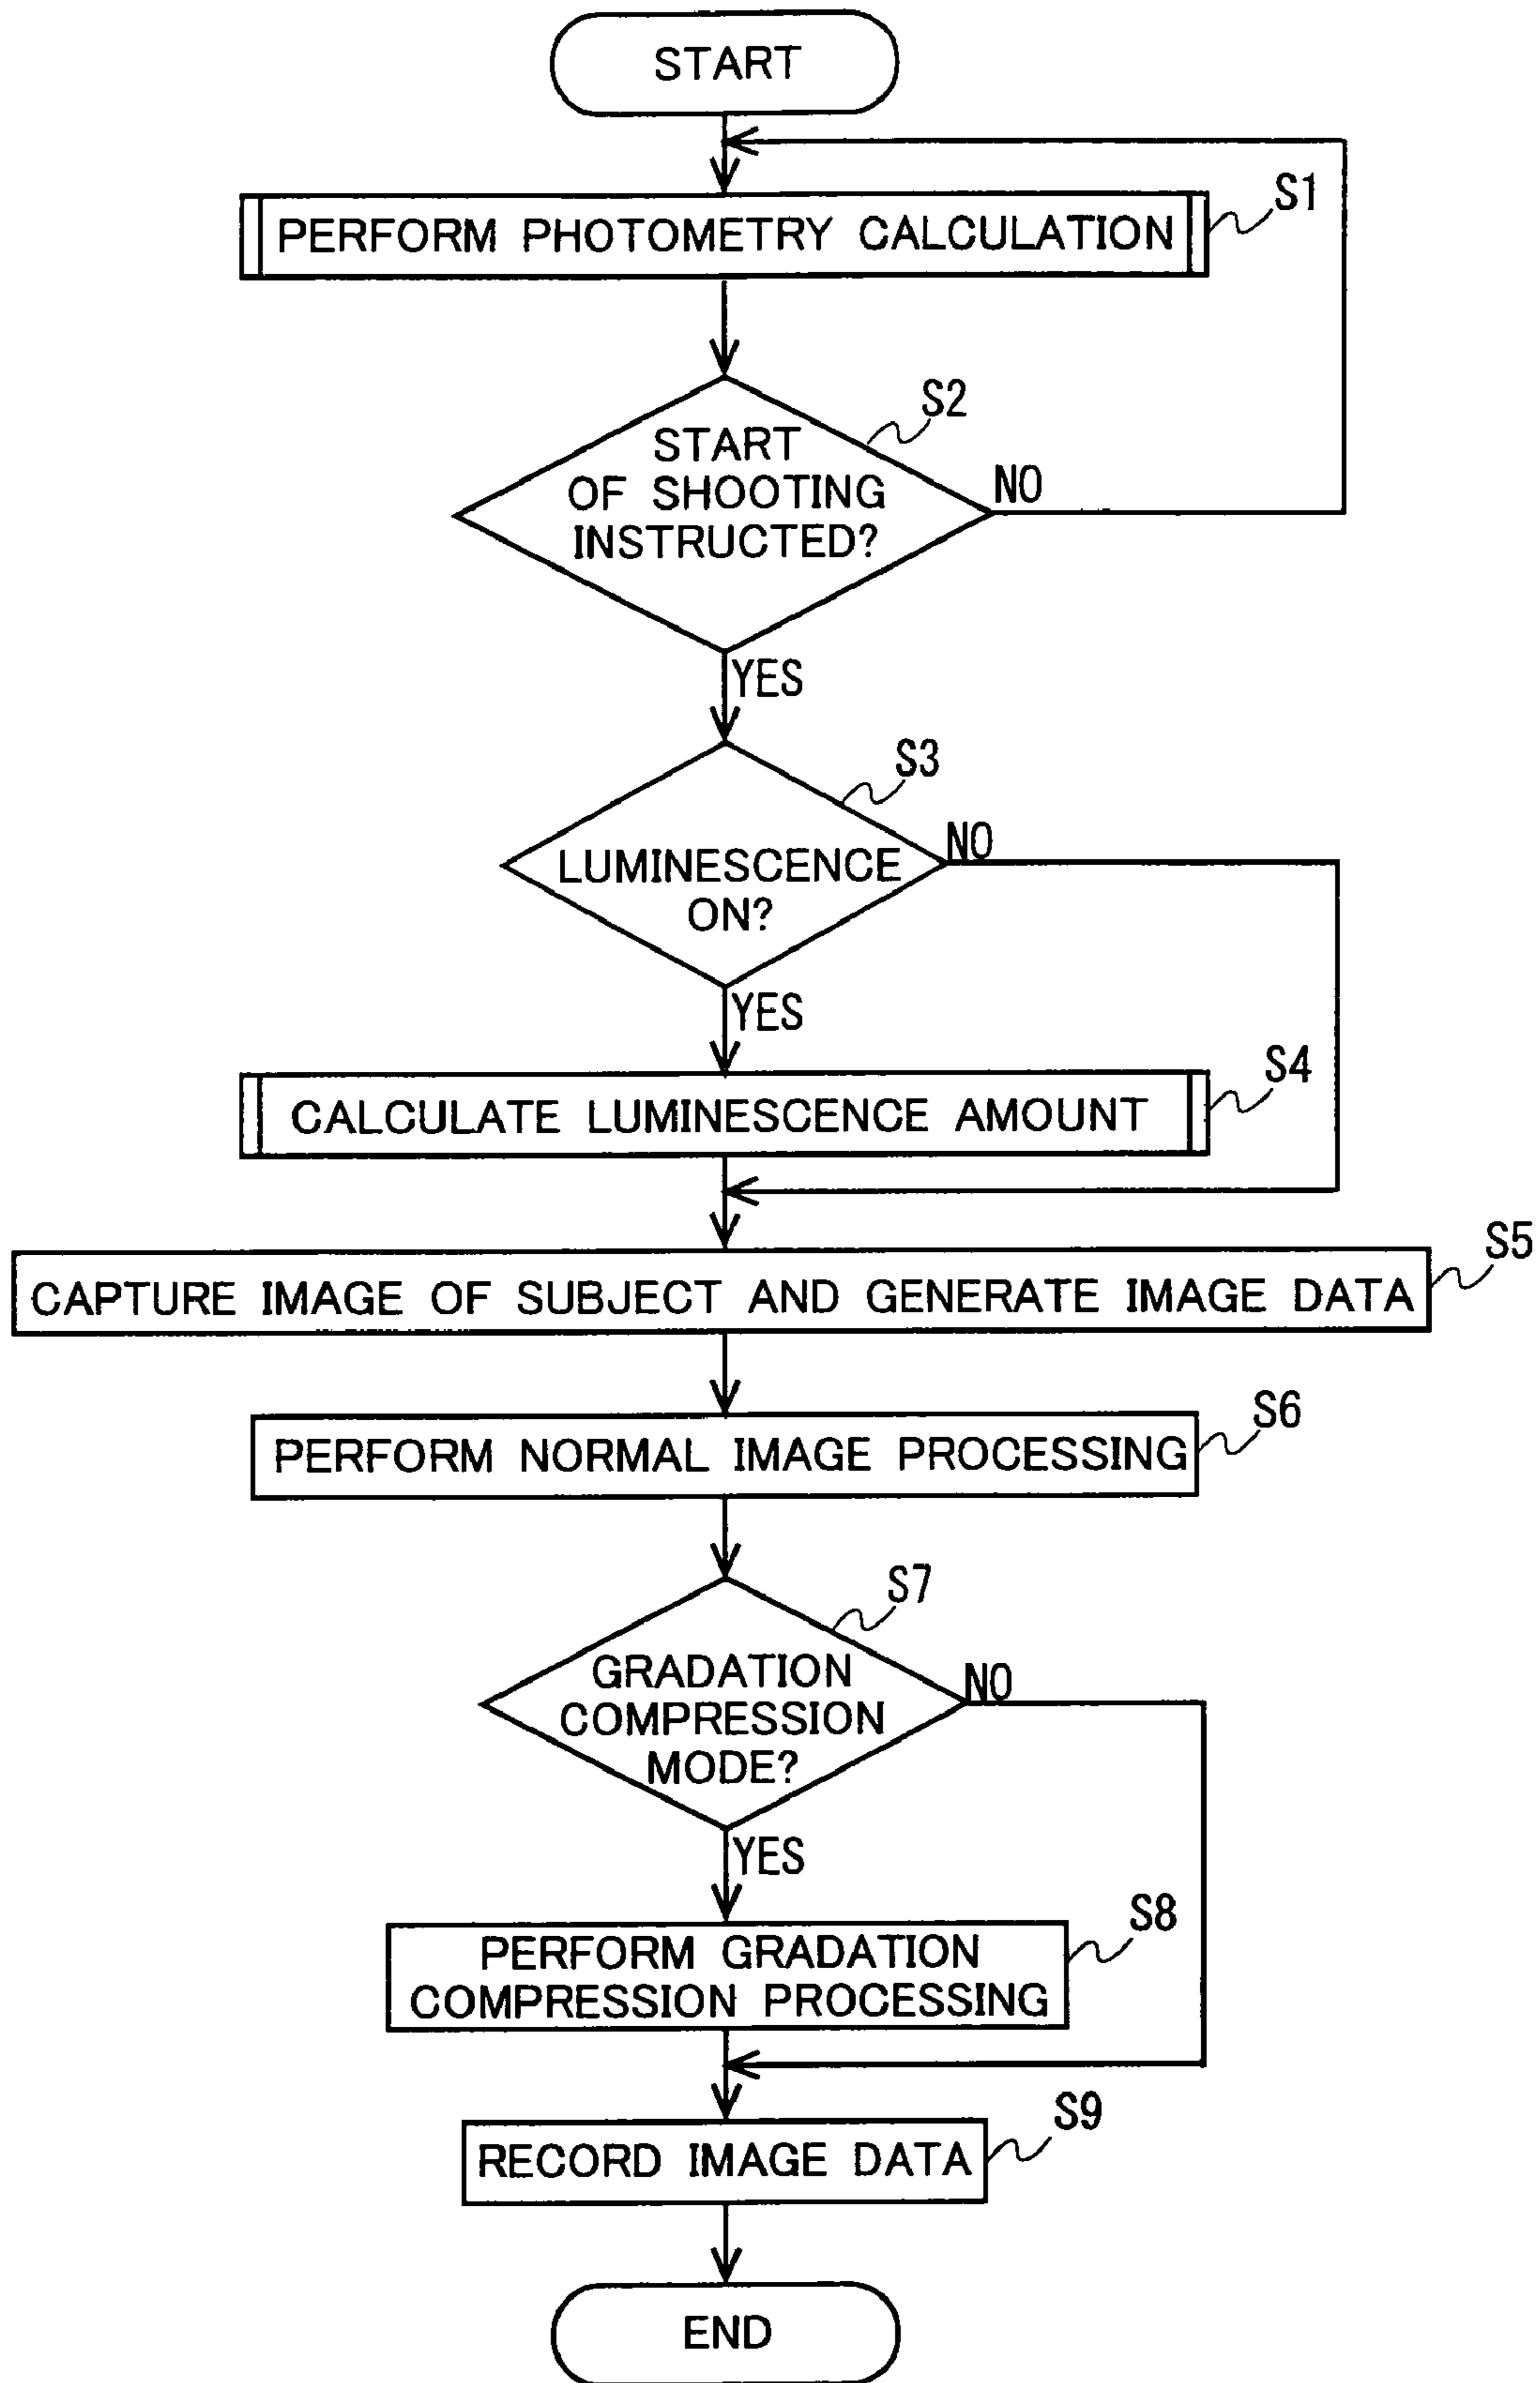 START
PERFORM PHOTOMETRY CALCULATION
S1
S2
START
OF SHOOTING
INSTRUCTED?
NO
YES
S3
LUMINESCENCE
ON?
NO
YES
S4
CALCULATE LUMINESCENCE AMOUNT
S5
CAPTURE IMAGE OF SUBJECT AND GENERATE IMAGE DATA
S6
PERFORM NORMAL IMAGE PROCESSING
S7
GRADATION
COMPRESSION
MODE?
NO
YES
S8
PERFORM GRADATION
COMPRESSION PROCESSING
S9
RECORD IMAGE DATA
END